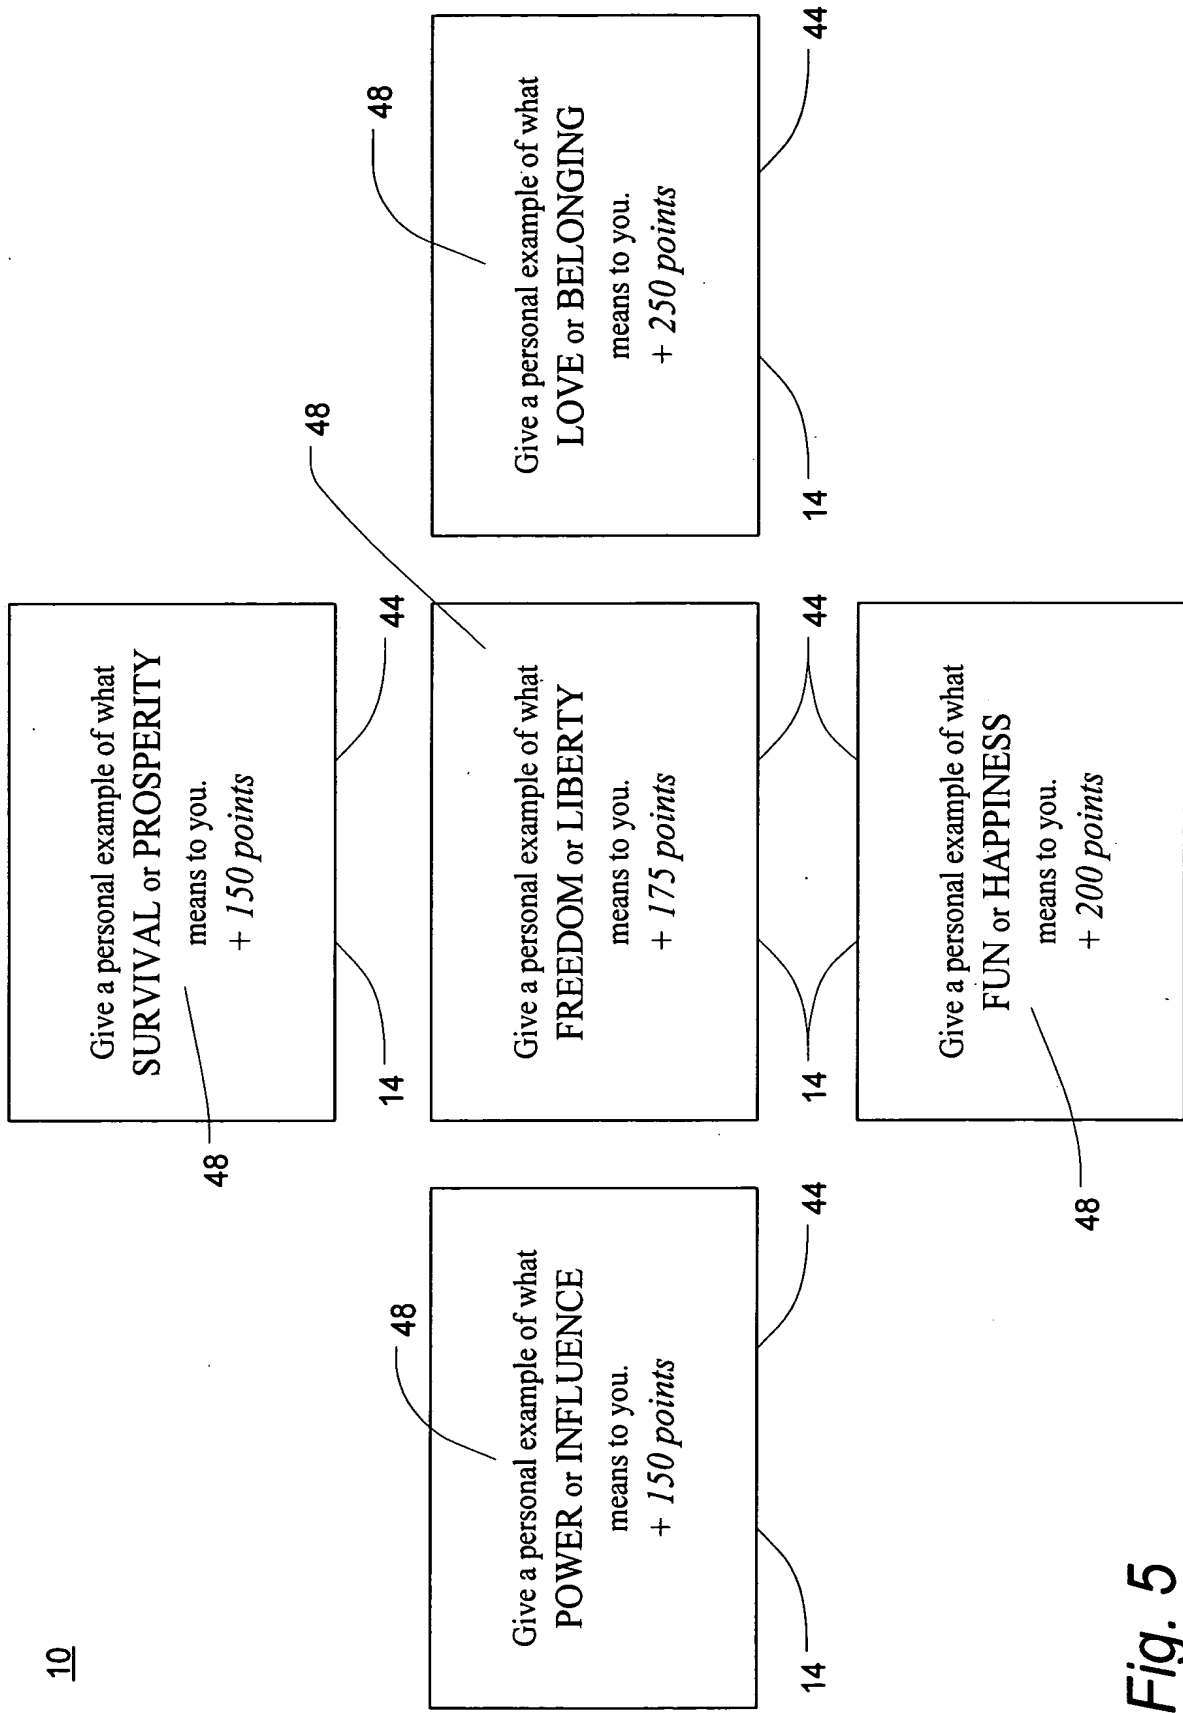 10
Give a personal example of what
SURVIVAL or PROSPERITY
means to you.
+ 150 points
48
14
44
Give a personal example of what
POWER or INFLUENCE
means to you.
+ 150 points
48
14
44
Give a personal example of what
FREEDOM or LIBERTY
means to you.
+ 175 points
48
14
44
Give a personal example of what
LOVE or BELONGING
means to you.
+ 250 points
48
14
44
Give a personal example of what
FUN or HAPPINESS
means to you.
+ 200 points
48
Fig. 5